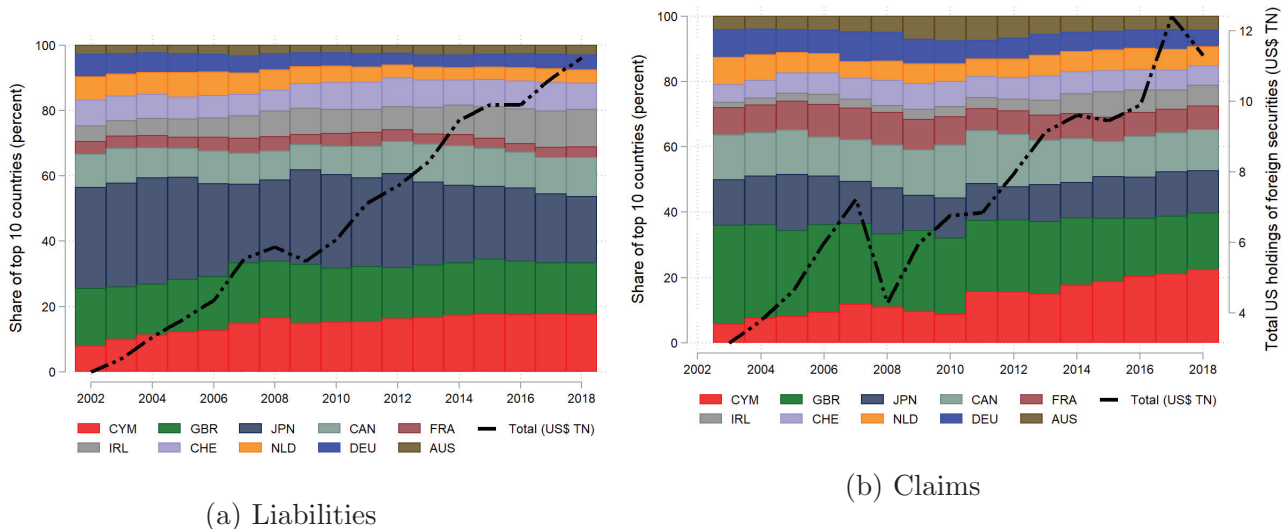 Share of top 10 countries (percent)
100
80
60
40
20
0
2002 2004 2006 2008 2010 2012 2014 2016 2018
CYM GBR JPN CAN FRA Total (US$ TN)
IRL CHE NLD DEU AUS
(a) Liabilities
Share of top 10 countries (percent)
100
80
60
40
20
0
2002 2004 2006 2008 2010 2012 2014 2016 2018
12
10
8
6
4
Total US holdings of foreign securities (US$ TN)
CYM GBR JPN CAN FRA Total (US$ TN)
IRL CHE NLD DEU AUS
(b) Claims